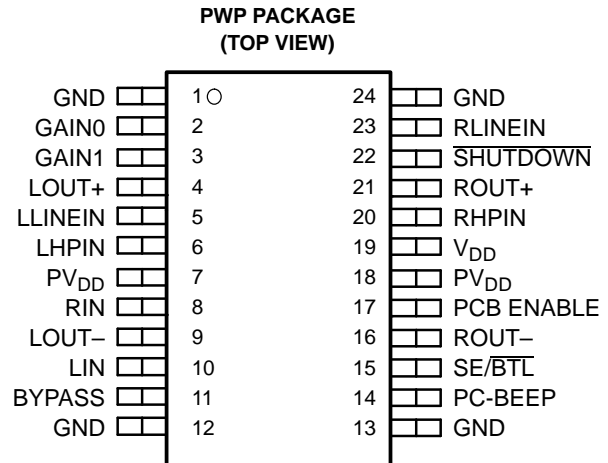 PWP PACKAGE
(TOP VIEW)
GND 1 24 GND
GAIN0 2 23 RLINEIN
GAIN1 3 22 SHUTDOWN
LOUT+ 4 21 ROUT+
LLINEIN 5 20 RHPIN
LHPIN 6 19 VDD
PVDD 7 18 PVDD
RIN 8 17 PCB ENABLE
LOUT– 9 16 ROUT–
LIN 10 15 SE/BTL
BYPASS 11 14 PC-BEEP
GND 12 13 GND